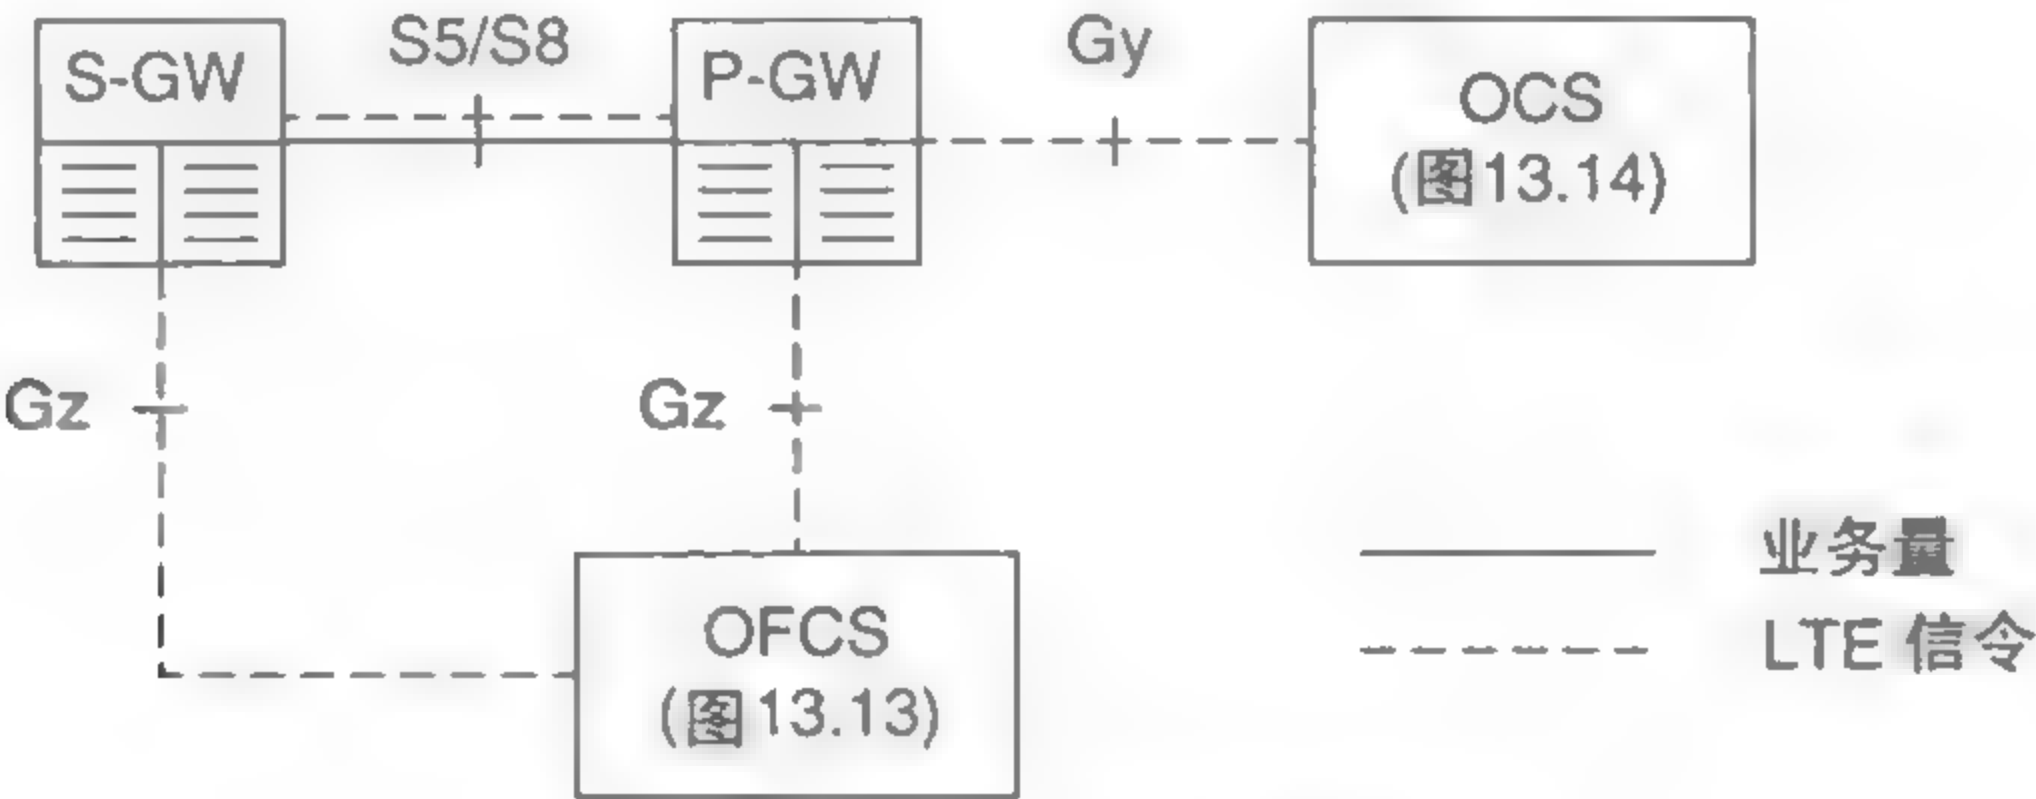 S-GW
S5/S8
P-GW
Gy
OCS
(图13.14)
Gz
Gz
OFCS
(图13.13)
业务量
LTE 信令